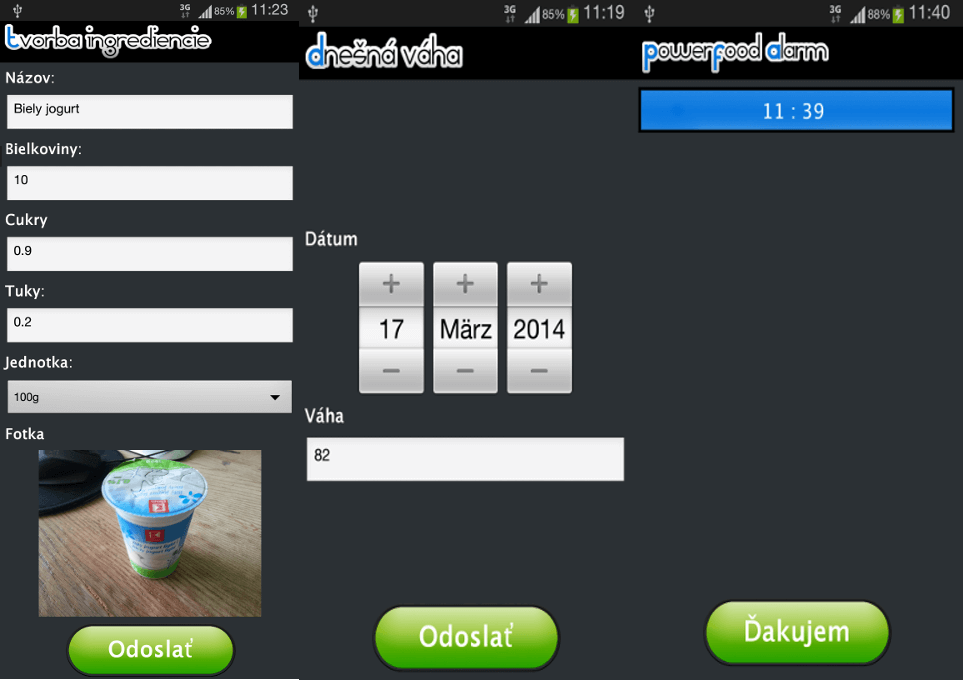 3G 85% 11:23
tvorba ingrediencie
Názov:
Biely jogurt
Bielkoviny:
10
Cukry
0.9
Tuky:
0.2
Jednotka:
100g
Fotka
Odoslať
3G 85% 11:19
dnešná váha
Dátum
+ + +
17 März 2014
− − −
Váha
82
Odoslať
3G 88% 11:40
powerfood alarm
11 : 39
Ďakujem